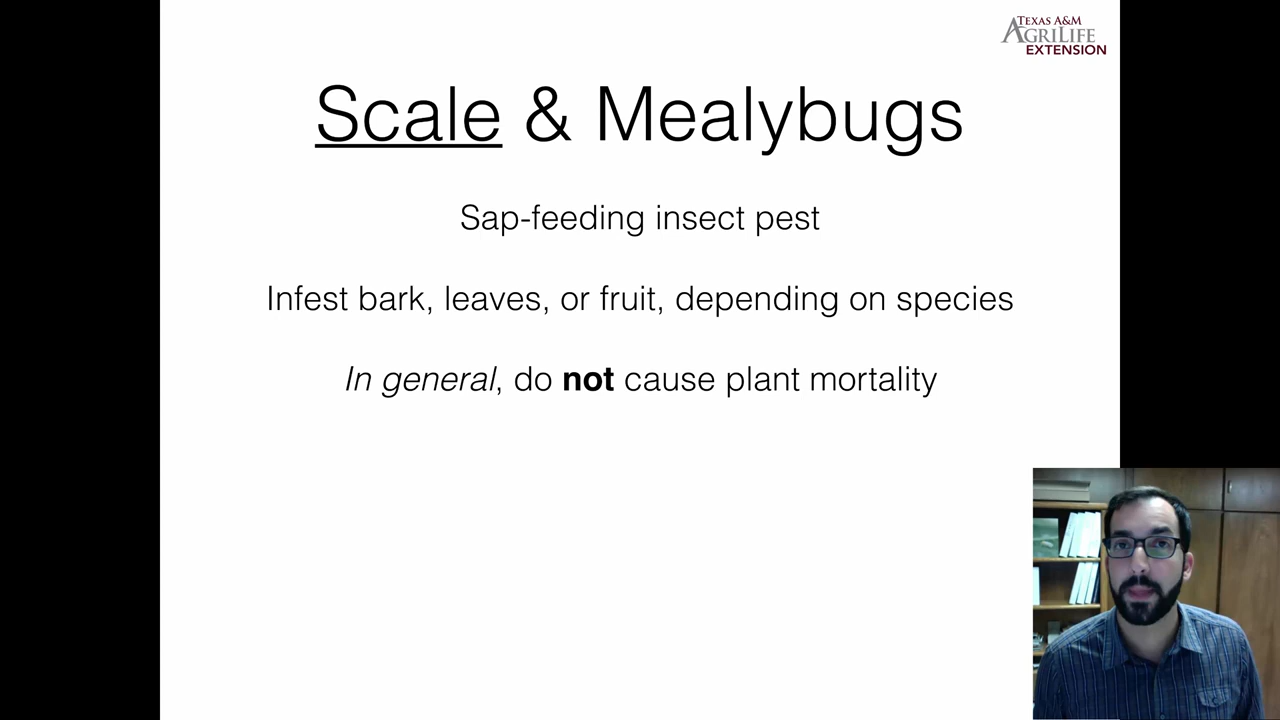 TEXAS A&M
AGRILIFE
EXTENSION
Scale & Mealybugs
Sap-feeding insect pest
Infest bark, leaves, or fruit, depending on species
In general, do not cause plant mortality